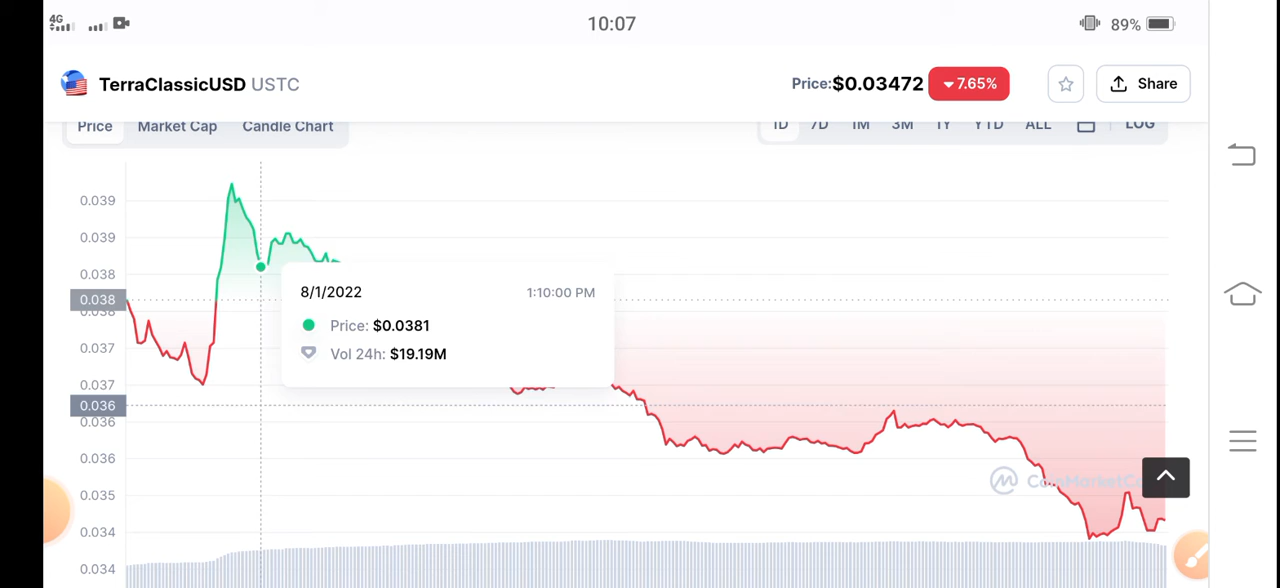 4G
10:07
89%
TerraClassicUSD USTC
Price:$0.03472
7.65%
Share
Price Market Cap Candle Chart
1D 7D 1M 3M 1Y YTD ALL LOG
0.039
0.039
0.038
0.038
0.038
0.037
0.037
0.036
0.036
0.036
0.035
0.034
0.034
8/1/2022 1:10:00 PM
Price: $0.0381
Vol 24h: $19.19M